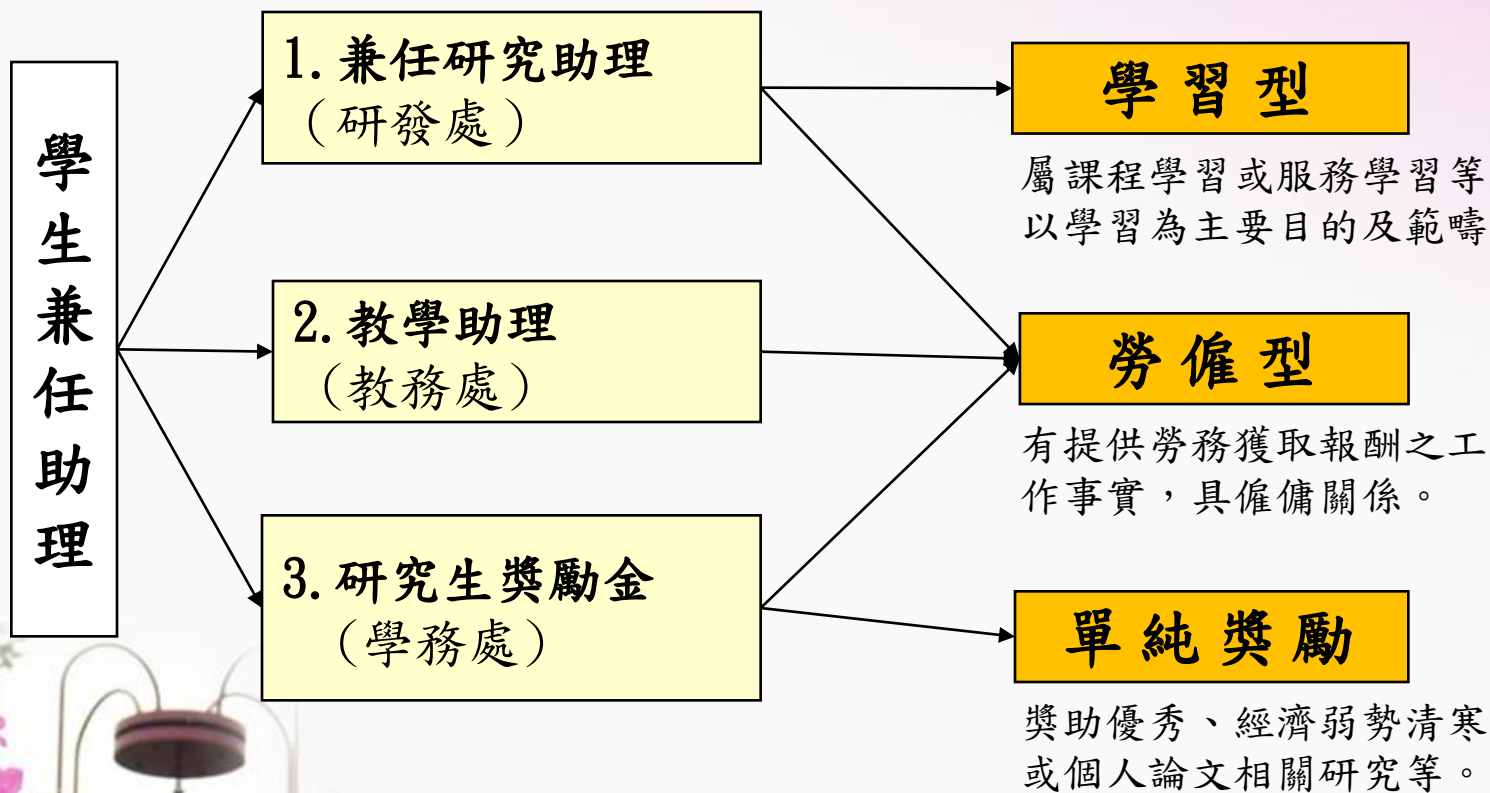 學生兼任助理
1.兼任研究助理
（研發處）
2.教學助理
（教務處）
3.研究生獎勵金
（學務處）
學習型
屬課程學習或服務學習等
以學習為主要目的及範疇
勞僱型
有提供勞務獲取報酬之工
作事實，具僱傭關係。
單純獎勵
獎助優秀、經濟弱勢清寒
或個人論文相關研究等。